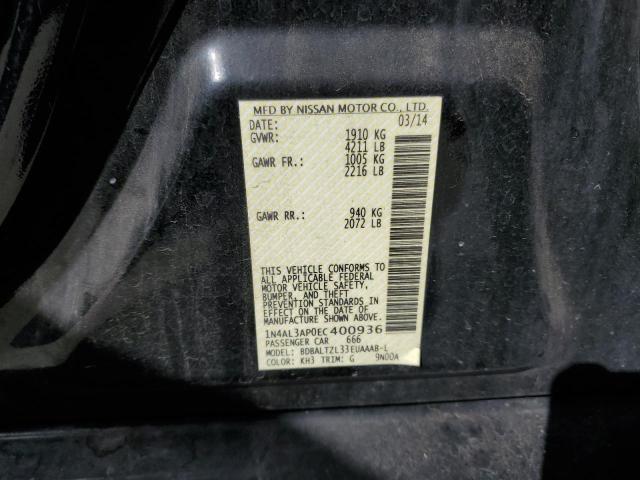 MFD BY NISSAN MOTOR CO., LTD.
DATE: 03/14
GVWR: 1910 KG
4211 LB
GAWR FR.: 1005 KG
2216 LB
GAWR RR.: 940 KG
2072 LB
THIS VEHICLE CONFORMS TO
ALL APPLICABLE FEDERAL
MOTOR VEHICLE SAFETY,
BUMPER, AND THEFT
PREVENTION STANDARDS
IN EFFECT ON THE DATE OF
MANUFACTURE SHOWN ABOVE.
1N4AL3AP0EC400936
PASSENGER CAR 666
MODEL: BDBALTZL33EUAAAB-L
COLOR: KH3 TRIM: G 9N00A